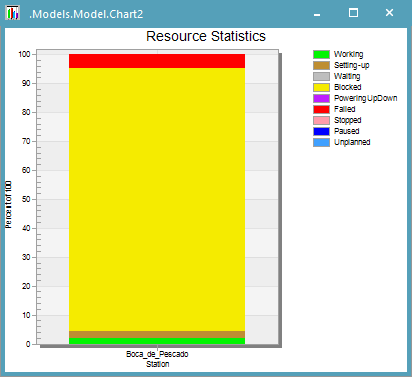 .Models.Model.Chart2
Resource Statistics
100
90
80
70
60
50
40
30
20
10
0
Percent of 100
Boca_de_Pescado
Station
Working
Setting-up
Waiting
Blocked
PoweringUpDown
Failed
Stopped
Paused
Unplanned